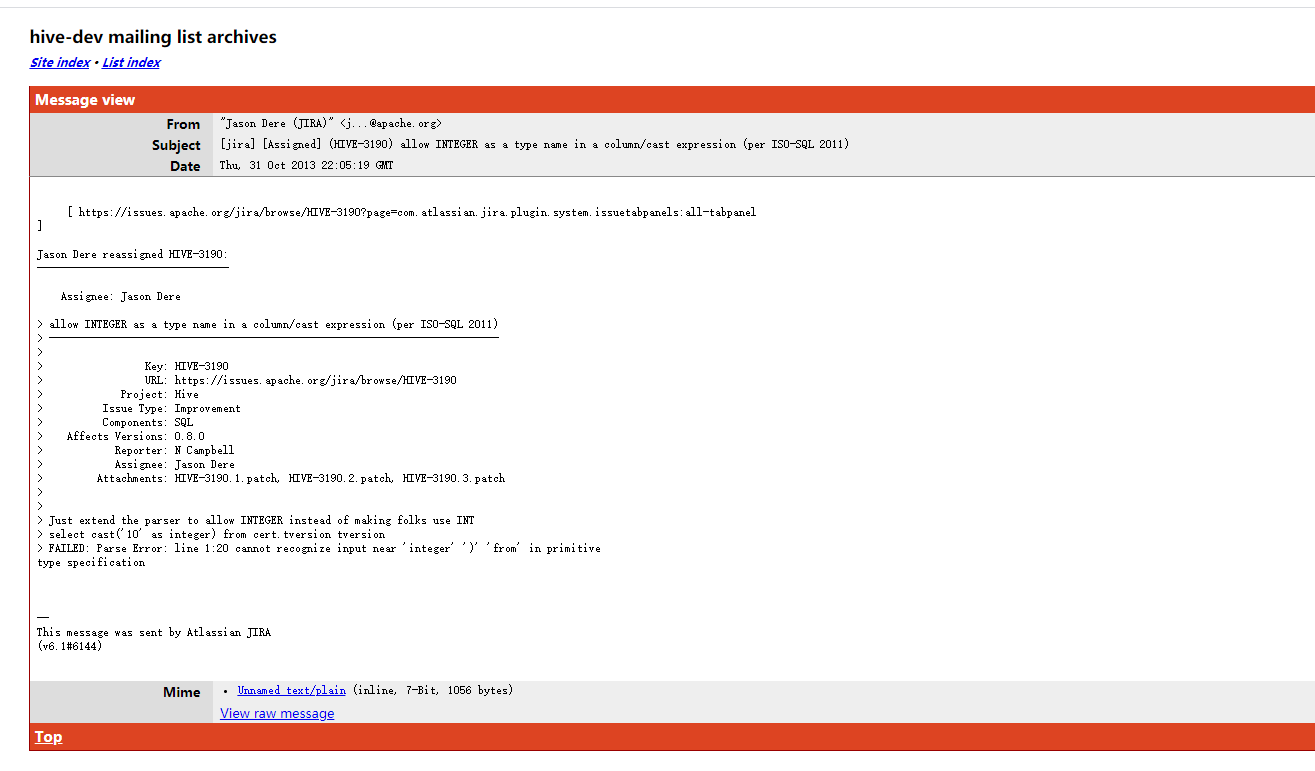 hive-dev mailing list archives
Site index · List index
Message view
From "Jason Dere (JIRA)" <j...@apache.org>
Subject [jira] [Assigned] (HIVE-3190) allow INTEGER as a type name in a column/cast expression (per ISO-SQL 2011)
Date Thu, 31 Oct 2013 22:05:19 GMT
[ https://issues.apache.org/jira/browse/HIVE-3190?page=com.atlassian.jira.plugin.system.issuetabpanels:all-tabpanel
]
Jason Dere reassigned HIVE-3190:
Assignee: Jason Dere
> allow INTEGER as a type name in a column/cast expression (per ISO-SQL 2011)
>
>
> Key: HIVE-3190
> URL: https://issues.apache.org/jira/browse/HIVE-3190
> Project: Hive
> Issue Type: Improvement
> Components: SQL
> Affects Versions: 0.8.0
> Reporter: N Campbell
> Assignee: Jason Dere
> Attachments: HIVE-3190.1.patch, HIVE-3190.2.patch, HIVE-3190.3.patch
>
>
> Just extend the parser to allow INTEGER instead of making folks use INT
> select cast('10' as integer) from cert.tversion tversion
> FAILED: Parse Error: line 1:20 cannot recognize input near 'integer' ')' 'from' in primitive
type specification
—
This message was sent by Atlassian JIRA
(v6.1#6144)
Mime • Unnamed text/plain (inline, 7-Bit, 1056 bytes)
View raw message
Top